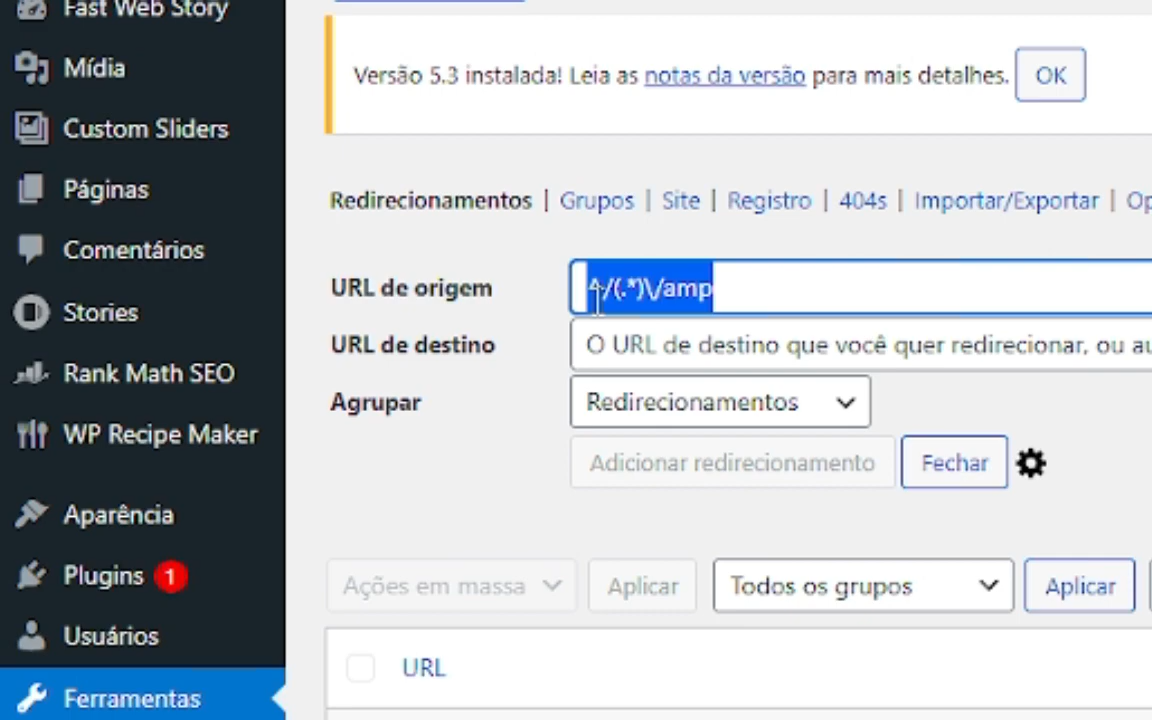 Fast Web Story
Mídia
Custom Sliders
Páginas
Comentários
Stories
Rank Math SEO
WP Recipe Maker
Aparência
Plugins 1
Usuários
Ferramentas
Versão 5.3 instalada! Leia as notas da versão para mais detalhes. OK
Redirecionamentos | Grupos | Site | Registro | 404s | Importar/Exportar | Op
URL de origem ^/(.*)\/amp
URL de destino O URL de destino que você quer redirecionar, ou au
Agrupar Redirecionamentos
Adicionar redirecionamento Fechar
Ações em massa Aplicar Todos os grupos Aplicar
URL